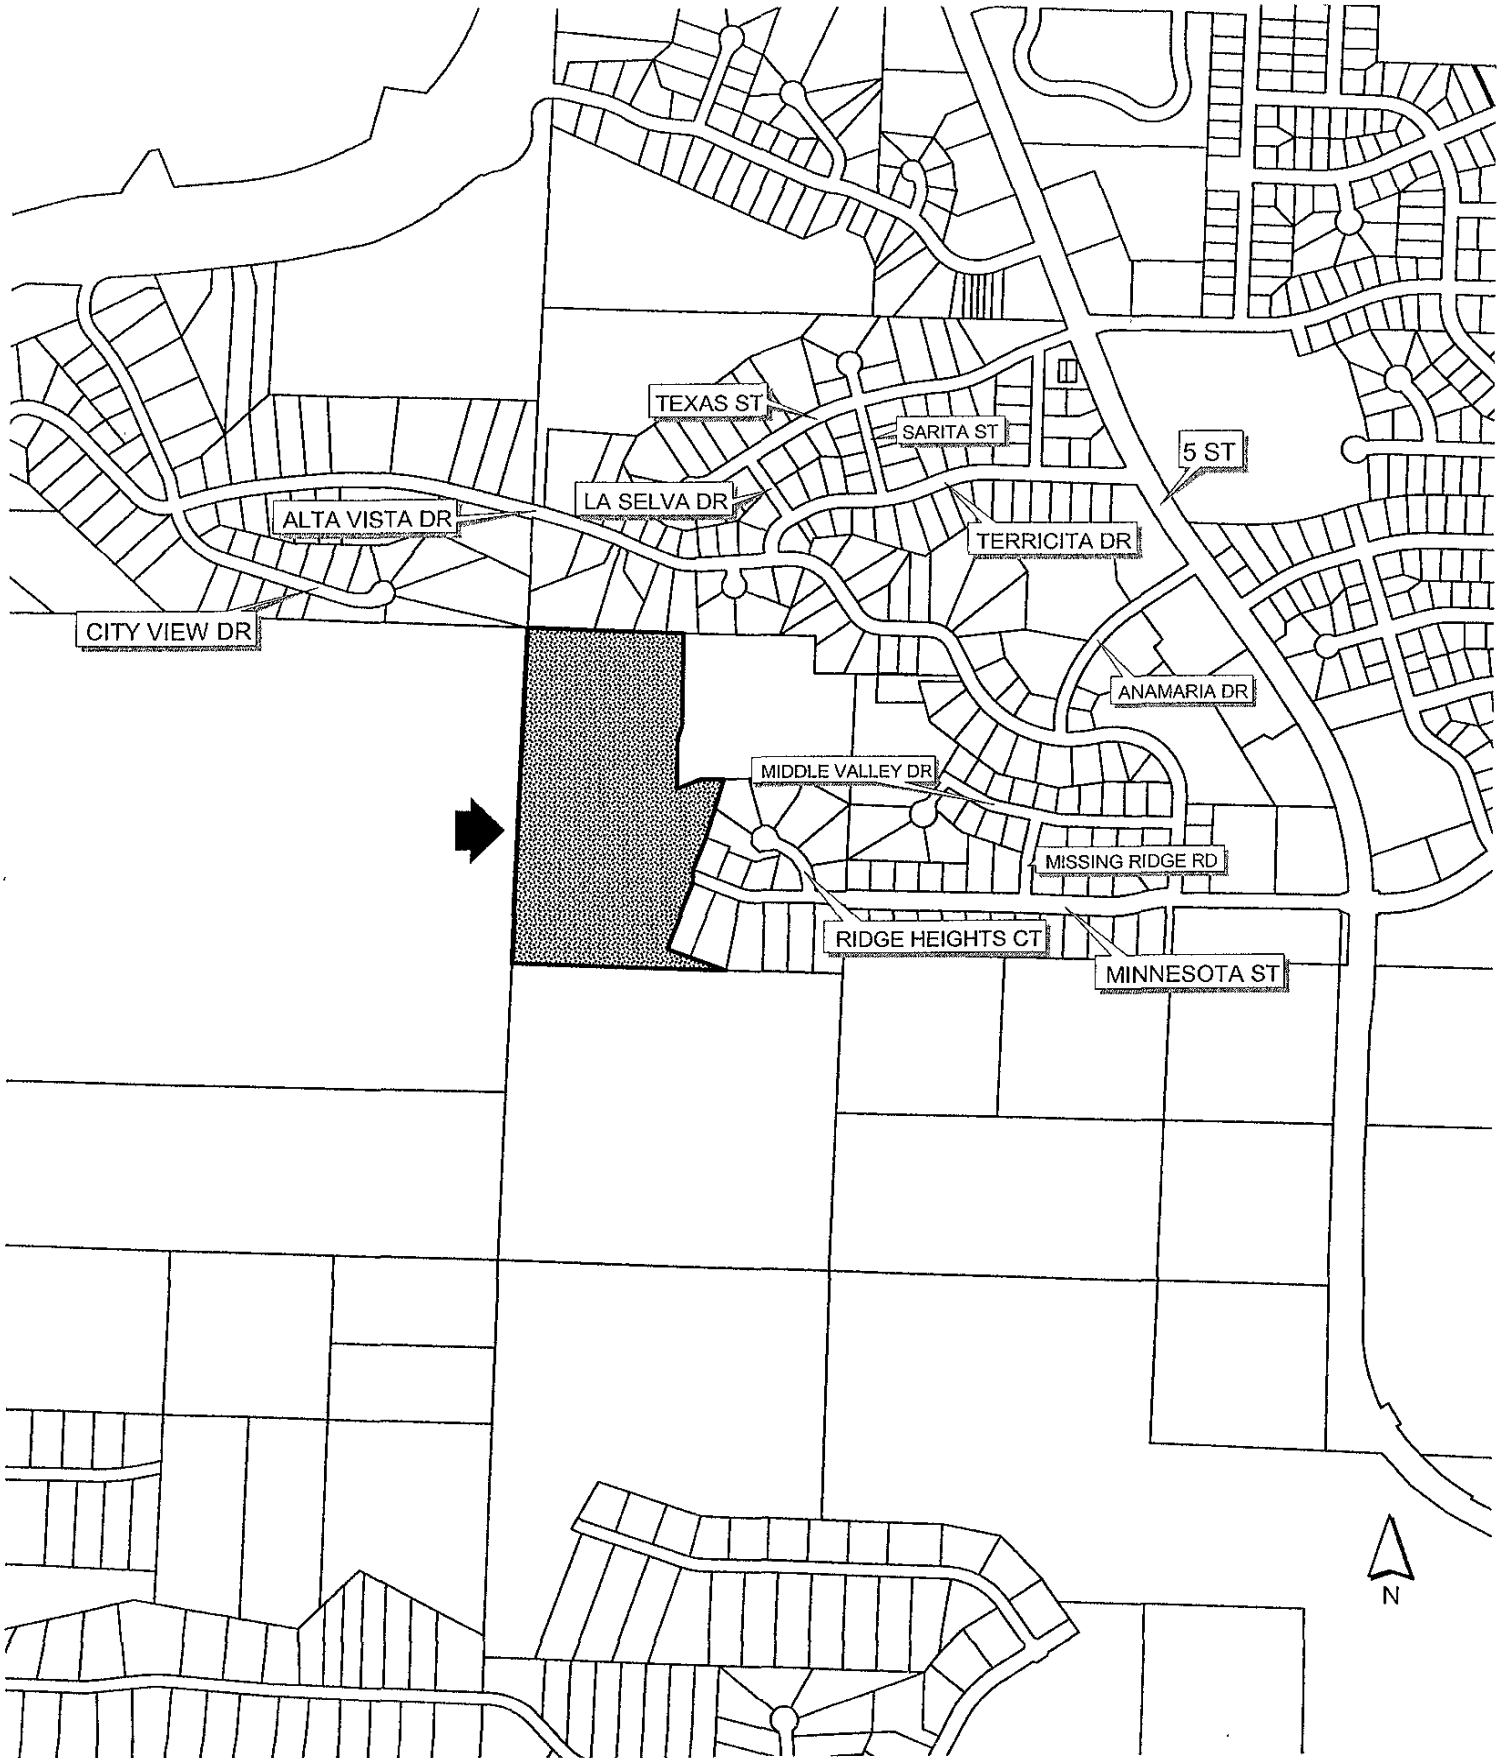 TEXAS ST
SARITA ST
5 ST
LA SELVA DR
ALTA VISTA DR
TERRICITA DR
CITY VIEW DR
ANAMARIA DR
MIDDLE VALLEY DR
MISSING RIDGE RD
RIDGE HEIGHTS CT
MINNESOTA ST
N